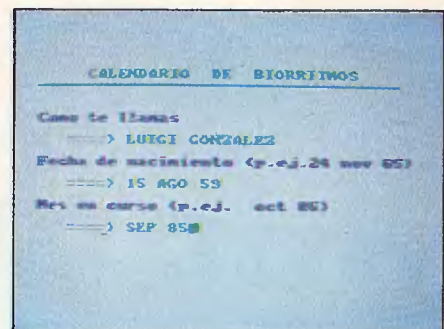 CALENDARIO DE BIORRITMOS
Como te llamas
====> LUIGI GONZALEZ
Fecha de nacimiento (p.ej.24 nov 85)
====> 15 AGO 59
Mes en curso (p.ej. oct 85)
====> SEP 85